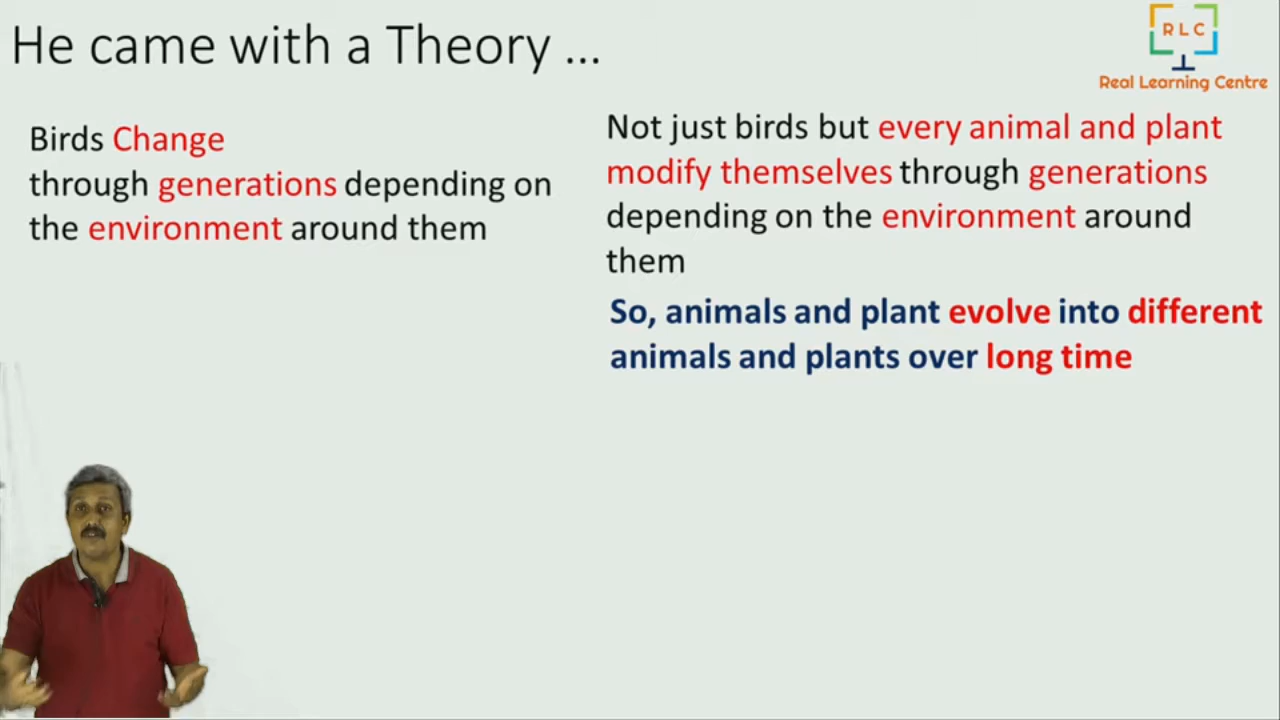 He came with a Theory ...
RLC
Real Learning Centre
Birds Change
through generations depending on
the environment around them
Not just birds but every animal and plant
modify themselves through generations
depending on the environment around
them
So, animals and plant evolve into different
animals and plants over long time